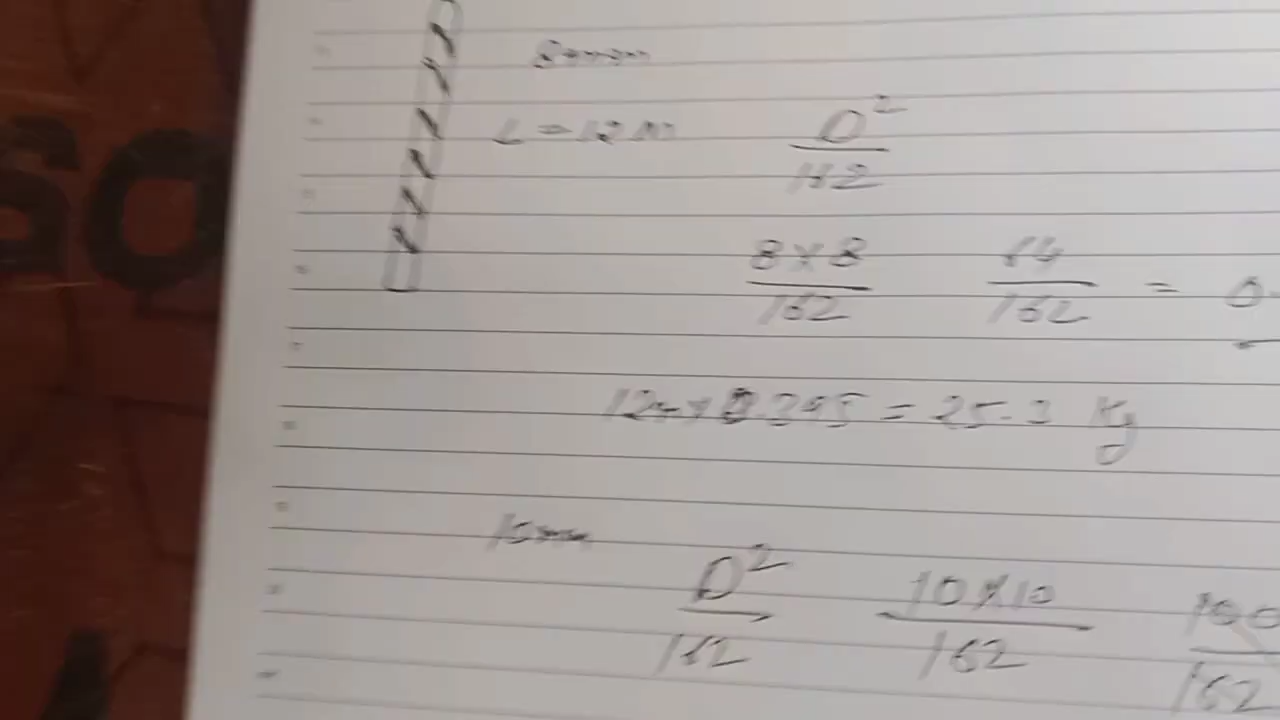 8mm
L = 12 m
D²
162
8 x 8
162
64
162
= 0.
12 x 0.395 = 25.3 Kg
10mm
D²
162
10 x 10
162
100
162